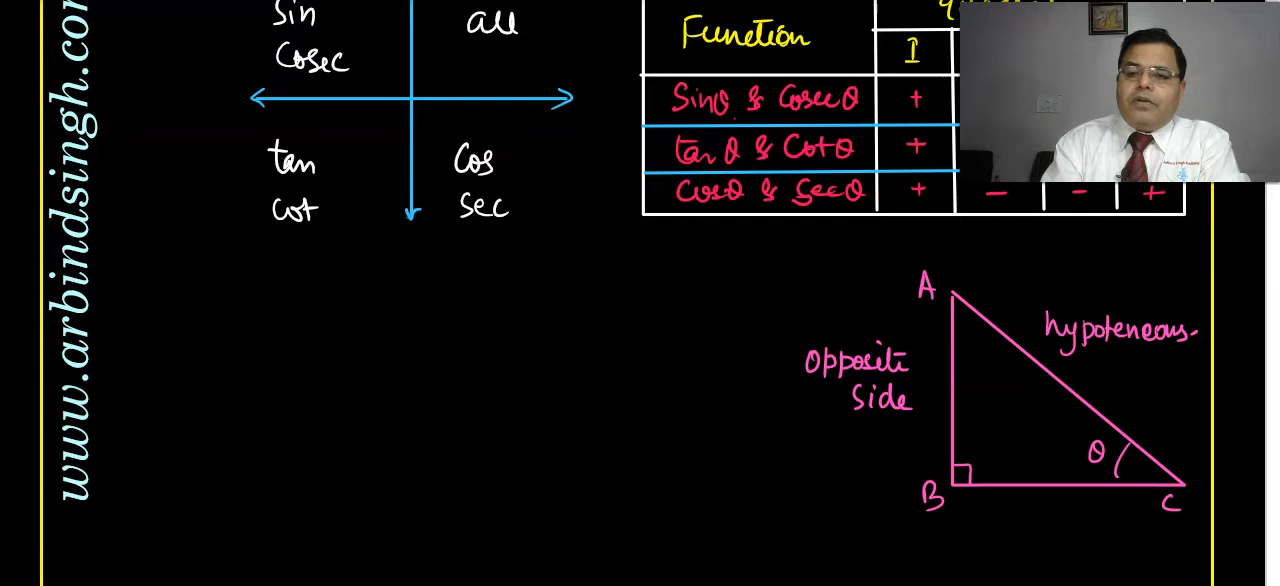 www.arbindsingh.co
Sin
Cosec
all
tan
cot
Cos
sec
Function
I
Sinθ & Cosecθ +
tanθ & Cotθ +
Cosθ & Secθ + - - +
A
hypoteneous.
Opposite
Side
θ
B
C